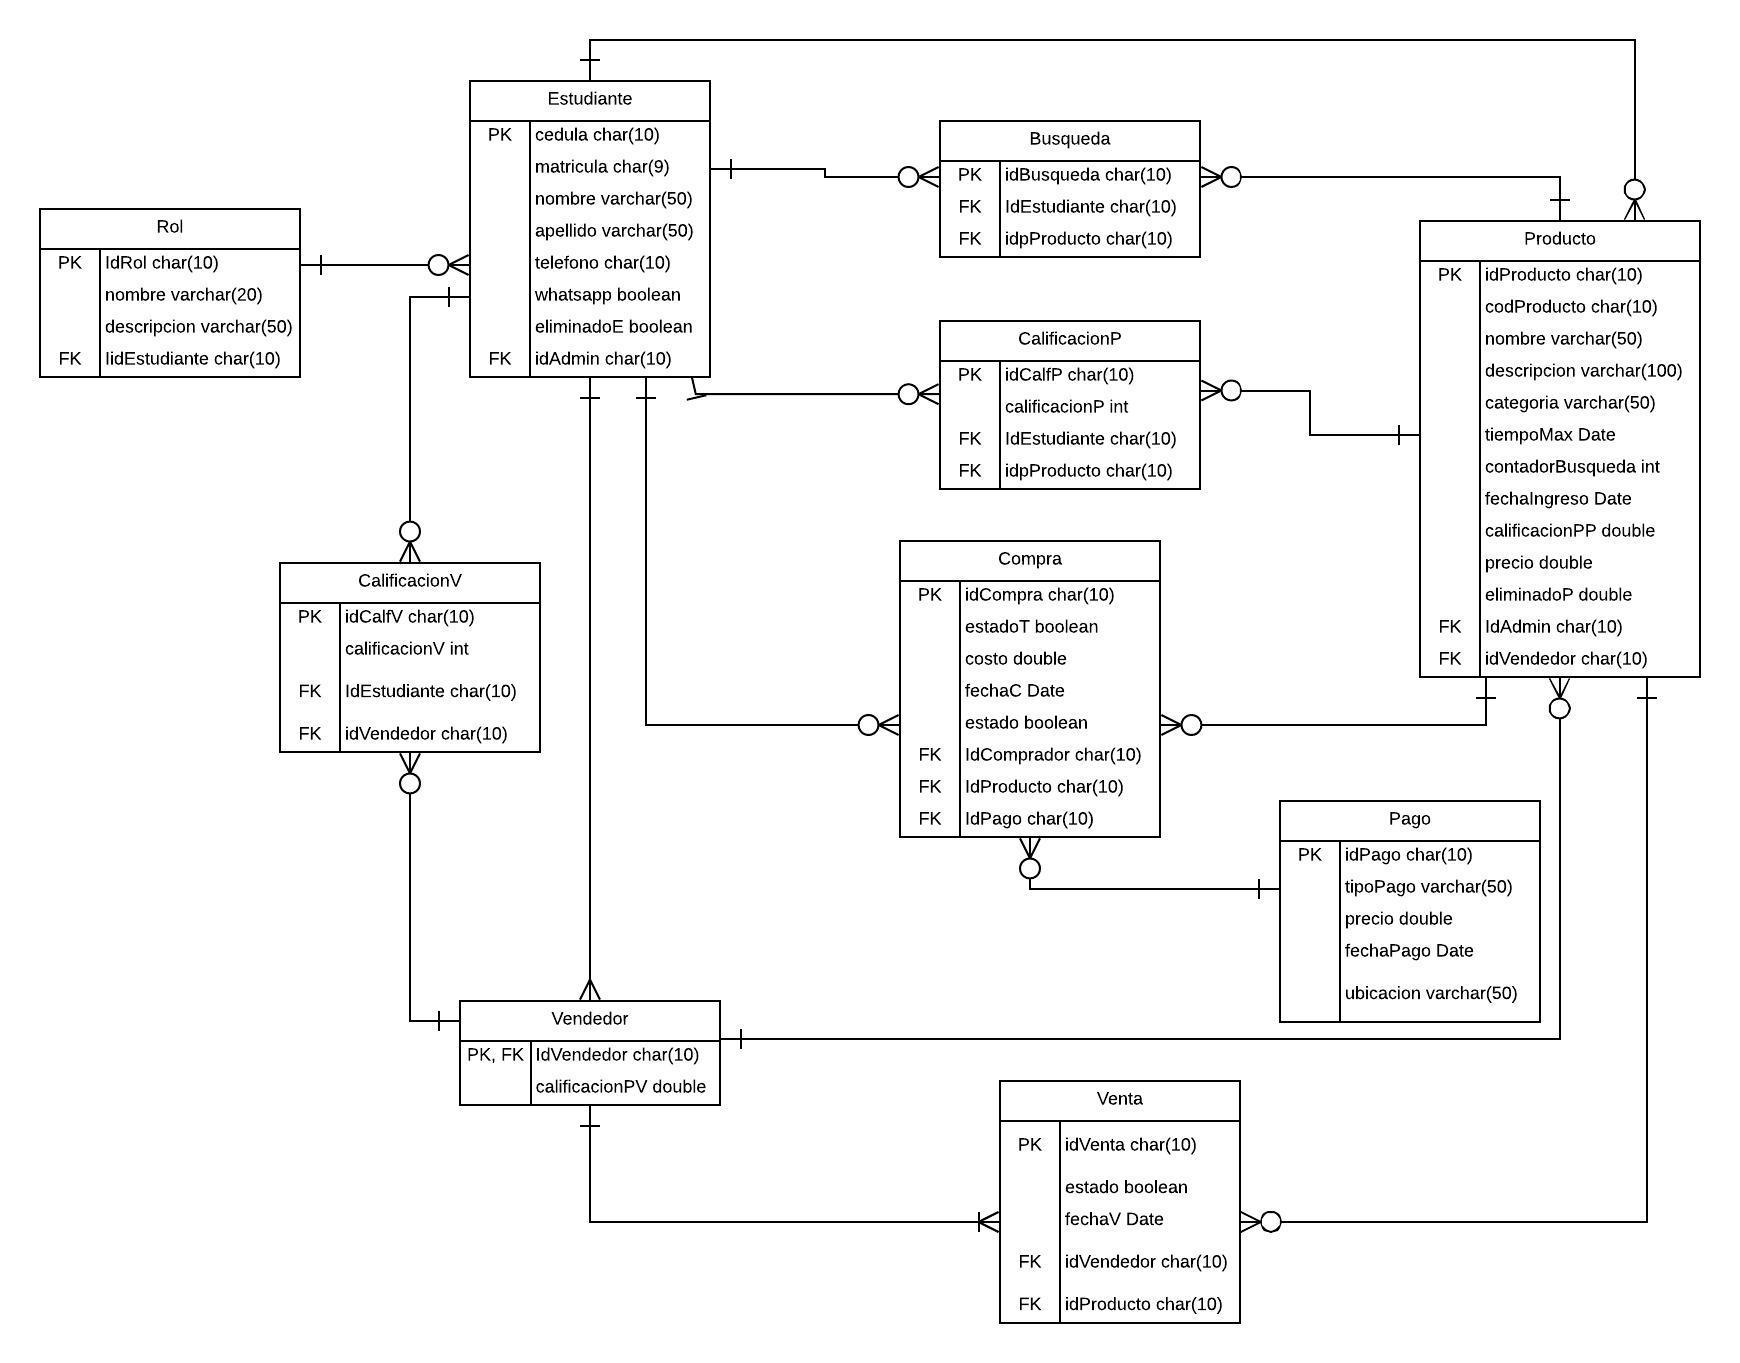 Estudiante
PK cedula char(10)
matricula char(9)
nombre varchar(50)
apellido varchar(50)
telefono char(10)
whatsapp boolean
eliminadoE boolean
FK idAdmin char(10)
Busqueda
PK idBusqueda char(10)
FK IdEstudiante char(10)
FK idpProducto char(10)
Rol
PK IdRol char(10)
nombre varchar(20)
descripcion varchar(50)
FK IidEstudiante char(10)
Producto
PK idProducto char(10)
codProducto char(10)
nombre varchar(50)
descripcion varchar(100)
categoria varchar(50)
tiempoMax Date
contadorBusqueda int
fechaIngreso Date
calificacionPP double
precio double
eliminadoP double
FK IdAdmin char(10)
FK idVendedor char(10)
CalificacionP
PK idCalfP char(10)
calificacionP int
FK IdEstudiante char(10)
FK idpProducto char(10)
CalificacionV
PK idCalfV char(10)
calificacionV int
FK IdEstudiante char(10)
FK idVendedor char(10)
Compra
PK idCompra char(10)
estadoT boolean
costo double
fechaC Date
estado boolean
FK IdComprador char(10)
FK IdProducto char(10)
FK IdPago char(10)
Pago
PK idPago char(10)
tipoPago varchar(50)
precio double
fechaPago Date
ubicacion varchar(50)
Vendedor
PK, FK IdVendedor char(10)
calificacionPV double
Venta
PK idVenta char(10)
estado boolean
fechaV Date
FK idVendedor char(10)
FK idProducto char(10)